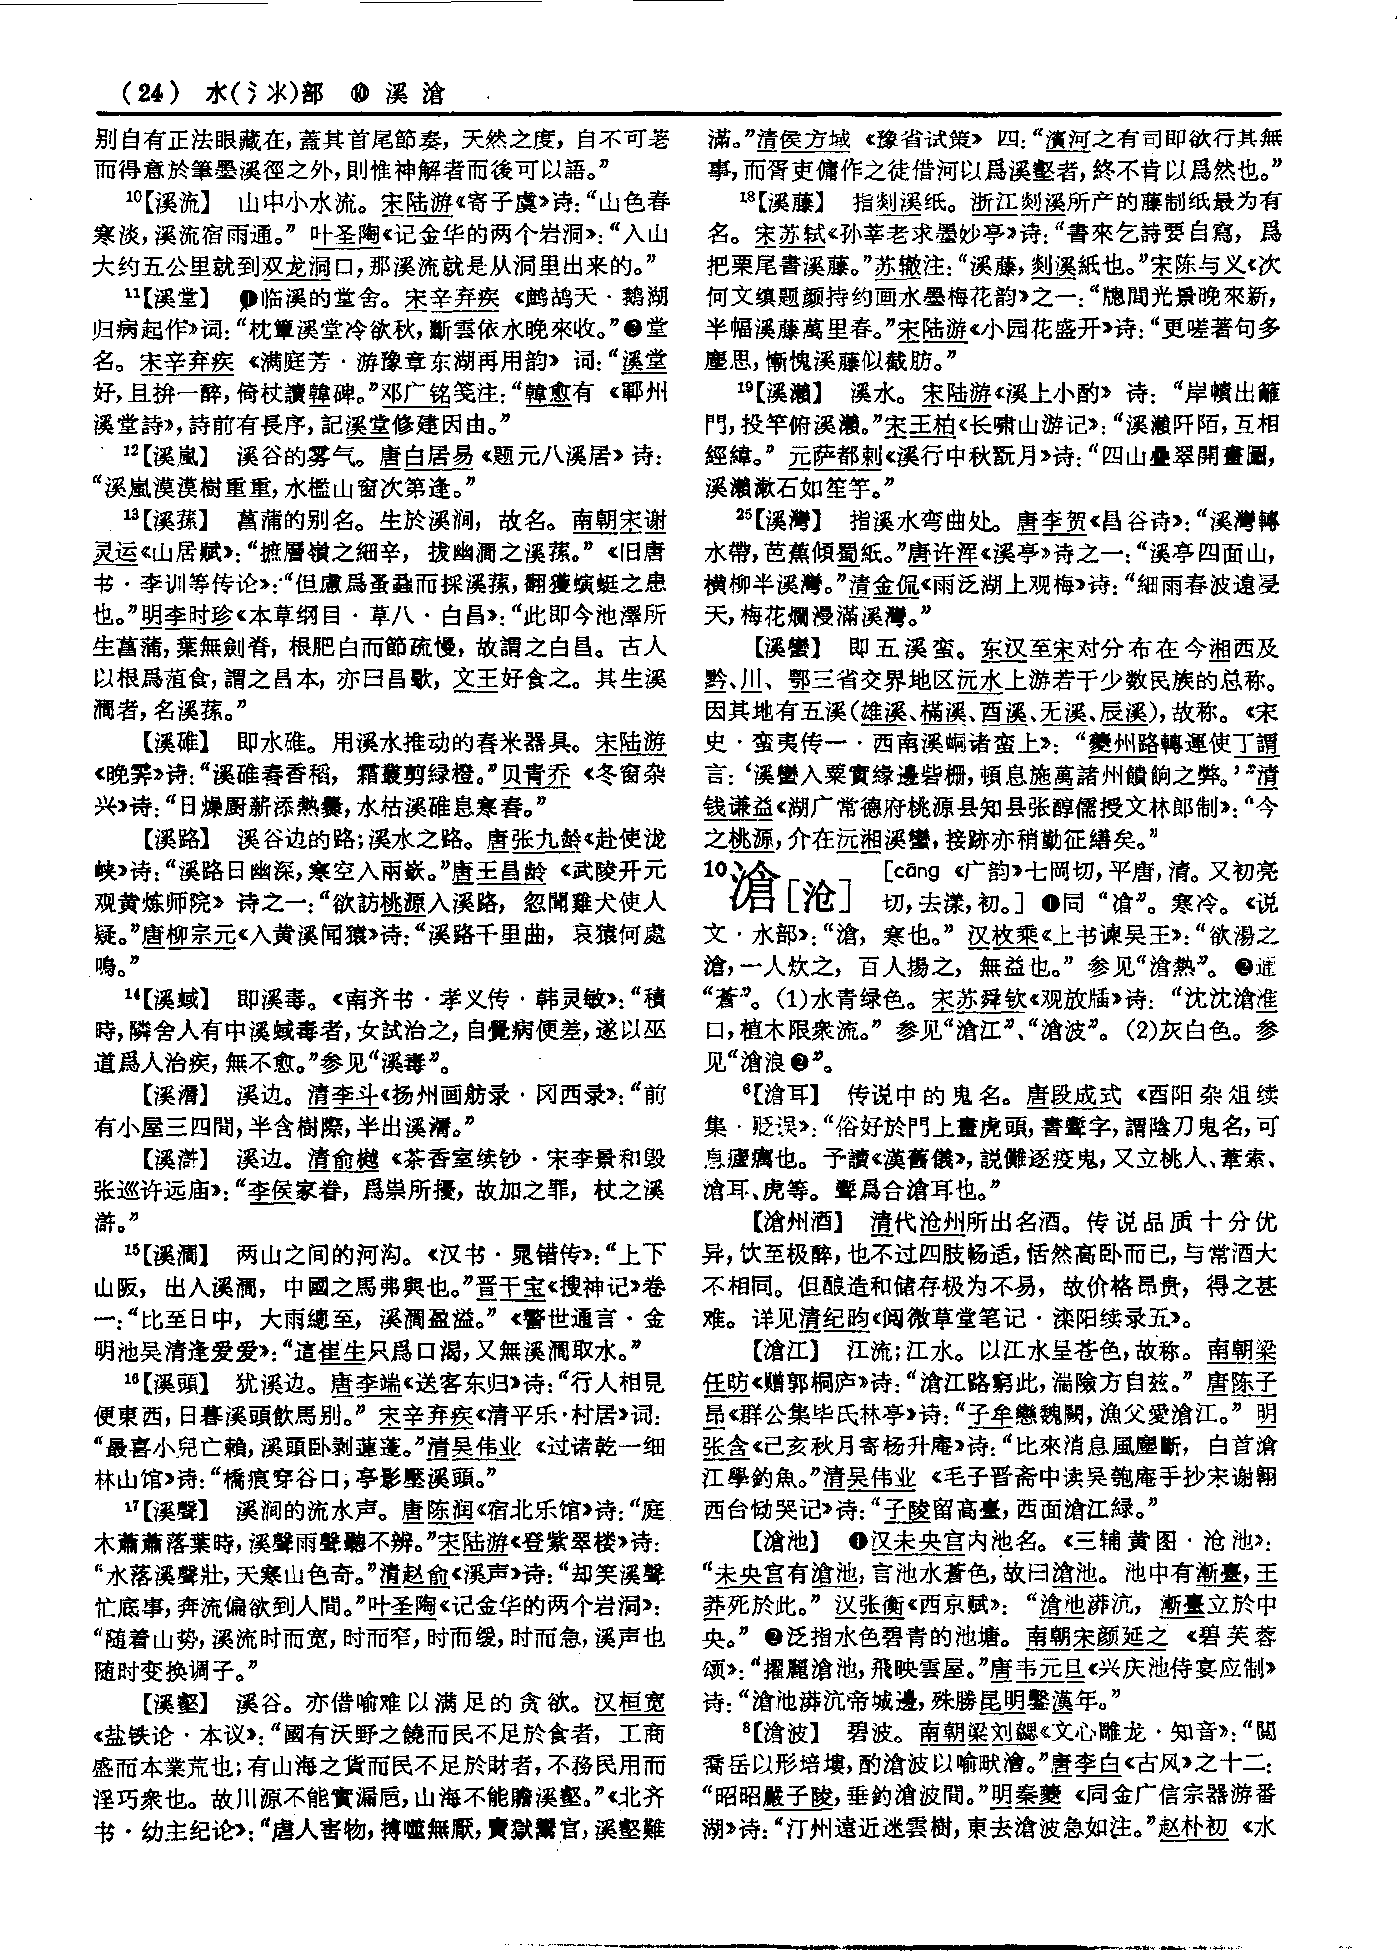 (24) 水(氵氺)部 ⑩ 溪 滄
别自有正法眼藏在，蓋其首尾節奏，天然之度，自不可差
而得意於筆墨溪徑之外，則惟神解者而後可以語。”
10【溪流】 山中小水流。宋陆游《寄子虡》诗：“山色春
寒淡，溪流宿雨通。”叶圣陶《记金华的两个岩洞》：“入山
大约五公里就到双龙洞口，那溪流就是从洞里出来的。”
11【溪堂】 ❶临溪的堂舍。宋辛弃疾《鹧鸪天·鹅湖
归病起作》词：“枕簟溪堂冷欲秋，斷雲依水晚來收。”❷堂
名。宋辛弃疾《满庭芳·游豫章东湖再用韵》词：“溪堂
好，且拚一醉，倚杖讀韓碑。”邓广铭笺注：“韓愈有《鄆州
溪堂詩》，詩前有長序，記溪堂修建因由。”
12【溪嵐】 溪谷的雾气。唐白居易《题元八溪居》诗：
“溪嵐漠漠樹重重，水檻山窗次第逢。”
13【溪蓀】 菖蒲的别名。生於溪涧，故名。南朝宋谢
灵运《山居赋》：“摭層嶺之細辛，拔幽澗之溪蓀。”《旧唐
书·李训等传论》：“但慮爲蚤蝨而採溪蓀，翻獲螾蜓之患
也。”明李时珍《本草纲目·草八·白昌》：“此即今池澤所
生菖蒲，葉無劍脊，根肥白而節疏慢，故謂之白昌。古人
以根爲菹食，謂之昌本，亦曰昌歜，文王好食之。其生溪
澗者，名溪蓀。”
【溪碓】 即水碓。用溪水推动的舂米器具。宋陆游
《晚霁》诗：“溪碓舂香稻，霜叢剪緑橙。”贝青乔《冬窗杂
兴》诗：“日燥厨薪添熱爨，水枯溪碓息寒舂。”
【溪路】 溪谷边的路；溪水之路。唐张九龄《赴使泷
峡》诗：“溪路日幽深，寒空入兩嶔。”唐王昌龄《武陵开元
观黄炼师院》诗之一：“欲訪桃源入溪路，忽聞雞犬使人
疑。”唐柳宗元《入黄溪闻猿》诗：“溪路千里曲，哀猿何處
鳴。”
14【溪蜮】 即溪毒。《南齐书·孝义传·韩灵敏》：“積
時，隣舍人有中溪蜮毒者，女試治之，自覺病便差，遂以巫
道爲人治疾，無不愈。”参见“溪毒”。
【溪漘】 溪边。清李斗《扬州画舫录·冈西录》：“前
有小屋三四間，半含樹際，半出溪漘。”
【溪滸】 溪边。清俞樾《茶香室续钞·宋李景和毁
张巡许远庙》：“李侯家眷，爲祟所擾，故加之罪，杖之溪
滸。”
15【溪澗】 两山之间的河沟。《汉书·晁错传》：“上下
山阪，出入溪澗，中國之馬弗與也。”晋干宝《搜神记》卷
一：“比至日中，大雨總至，溪澗盈溢。”《警世通言·金
明池吴清逢爱爱》：“這崔生只爲口渴，又無溪澗取水。”
16【溪頭】 犹溪边。唐李端《送客东归》诗：“行人相見
便東西，日暮溪頭飲馬别。”宋辛弃疾《清平乐·村居》词：
“最喜小兒亡賴，溪頭卧剥蓮蓬。”清吴伟业《过诸乾一细
林山馆》诗：“橋痕穿谷口，亭影壓溪頭。”
17【溪聲】 溪涧的流水声。唐陈润《宿北乐馆》诗：“庭
木蕭蕭落葉時，溪聲雨聲聽不辨。”宋陆游《登紫翠楼》诗：
“水落溪聲壯，天寒山色奇。”清赵俞《溪声》诗：“却笑溪聲
忙底事，奔流偏欲到人間。”叶圣陶《记金华的两个岩洞》：
“随着山势，溪流时而宽，时而窄，时而缓，时而急，溪声也
随时变换调子。”
【溪壑】 溪谷。亦借喻难以满足的贪欲。汉桓宽
《盐铁论·本议》：“國有沃野之饒而民不足於食者，工商
盛而本業荒也；有山海之貨而民不足於財者，不務民用而
淫巧衆也。故川源不能實漏巵，山海不能贍溪壑。”《北齐
书·幼主纪论》：“虐人害物，搏噬無厭，賣獄鬻官，溪壑難
滿。”清侯方域《豫省试策》四：“濱河之有司即欲行其無
事，而胥吏傭作之徒借河以爲溪壑者，終不肯以爲然也。”
18【溪藤】 指剡溪纸。浙江剡溪所产的藤制纸最为有
名。宋苏轼《孙莘老求墨妙亭》诗：“書來乞詩要自寫，爲
把栗尾書溪藤。”苏辙注：“溪藤，剡溪紙也。”宋陈与义《次
何文缜题颜持约画水墨梅花韵》之一：“牕間光景晚來新，
半幅溪藤萬里春。”宋陆游《小园花盛开》诗：“更嗟著句多
塵思，慚愧溪藤似截肪。”
19【溪瀨】 溪水。宋陆游《溪上小酌》诗：“岸幘出籬
門，投竿俯溪瀨。”宋王柏《长啸山游记》：“溪瀨阡陌，互相
經緯。”元萨都剌《溪行中秋翫月》诗：“四山疊翠開畫圖，
溪瀨漱石如笙竽。”
25【溪灣】 指溪水弯曲处。唐李贺《昌谷诗》：“溪灣轉
水帶，芭蕉傾蜀紙。”唐许浑《溪亭》诗之一：“溪亭四面山，
横柳半溪灣。”清金侃《雨泛湖上观梅》诗：“細雨春波遠浸
天，梅花爛漫滿溪灣。”
【溪蠻】 即五溪蛮。东汉至宋对分布在今湘西及
黔、川、鄂三省交界地区沅水上游若干少数民族的总称。
因其地有五溪(雄溪、樠溪、酉溪、无溪、辰溪)，故称。《宋
史·蛮夷传一·西南溪峒诸蛮上》：“夔州路轉運使丁謂
言：‘溪蠻入粟實緣邊砦栅，頓息施萬諸州饋餉之弊。’”清
钱谦益《湖广常德府桃源县知县张醇儒授文林郎制》：“今
之桃源，介在沅湘溪蠻，接跡亦稍勤征繕矣。”
10滄[沧] [cāng《广韵》七岡切，平唐，清。又初亮
切，去漾，初。] ❶同“凔”。寒冷。《说
文·水部》：“滄，寒也。”汉枚乘《上书谏吴王》：“欲湯之
滄，一人炊之，百人揚之，無益也。”参见“滄熱”。❷通
“蒼”。(1)水青绿色。宋苏舜钦《观放牐》诗：“沈沈滄淮
口，植木限衆流。”参见“滄江”、“滄波”。(2)灰白色。参
见“滄浪❷”。
6【滄耳】 传说中的鬼名。唐段成式《酉阳杂俎续
集·贬误》：“俗好於門上畫虎頭，書聻字，謂陰刀鬼名，可
息瘧癘也。予讀《漢舊儀》，説儺逐疫鬼，又立桃人、葦索、
滄耳、虎等。聻爲合滄耳也。”
【滄州酒】 清代沧州所出名酒。传说品质十分优
异，饮至极醉，也不过四肢畅适，恬然高卧而已，与常酒大
不相同。但酿造和储存极为不易，故价格昂贵，得之甚
难。详见清纪昀《阅微草堂笔记·滦阳续录五》。
【滄江】 江流；江水。以江水呈苍色，故称。南朝梁
任昉《赠郭桐庐》诗：“滄江路窮此，湍險方自兹。”唐陈子
昂《群公集毕氏林亭》诗：“子牟戀魏闕，漁父愛滄江。”明
张含《己亥秋月寄杨升庵》诗：“比來消息風塵斷，白首滄
江學釣魚。”清吴伟业《毛子晋斋中读吴匏庵手抄宋谢翱
西台恸哭记》诗：“子陵留高臺，西面滄江緑。”
【滄池】 ❶汉未央宫内池名。《三辅黄图·沧池》：
“未央宫有滄池，言池水蒼色，故曰滄池。池中有漸臺，王
莽死於此。”汉张衡《西京赋》：“滄池漭沆，漸臺立於中
央。”❷泛指水色碧青的池塘。南朝宋颜延之《碧芙蓉
颂》：“擢麗滄池，飛映雲屋。”唐韦元旦《兴庆池侍宴应制》
诗：“滄池漭沆帝城邊，殊勝昆明鑿漢年。”
8【滄波】 碧波。南朝梁刘勰《文心雕龙·知音》：“閲
喬岳以形培塿，酌滄波以喻畎澮。”唐李白《古风》之十二：
“昭昭嚴子陵，垂釣滄波間。”明秦夔《同金广信宗器游番
湖》诗：“汀州遠近迷雲樹，東去滄波急如注。”赵朴初《水